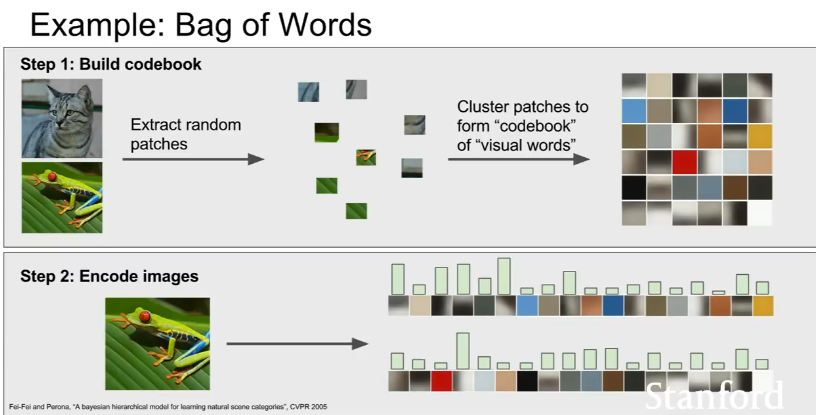 Example: Bag of Words
Step 1: Build codebook
Extract random
patches
Cluster patches to
form “codebook”
of “visual words”
Step 2: Encode images
Fei-Fei and Perona, “A bayesian hierarchical model for learning natural scene categories”, CVPR 2005
Stanford